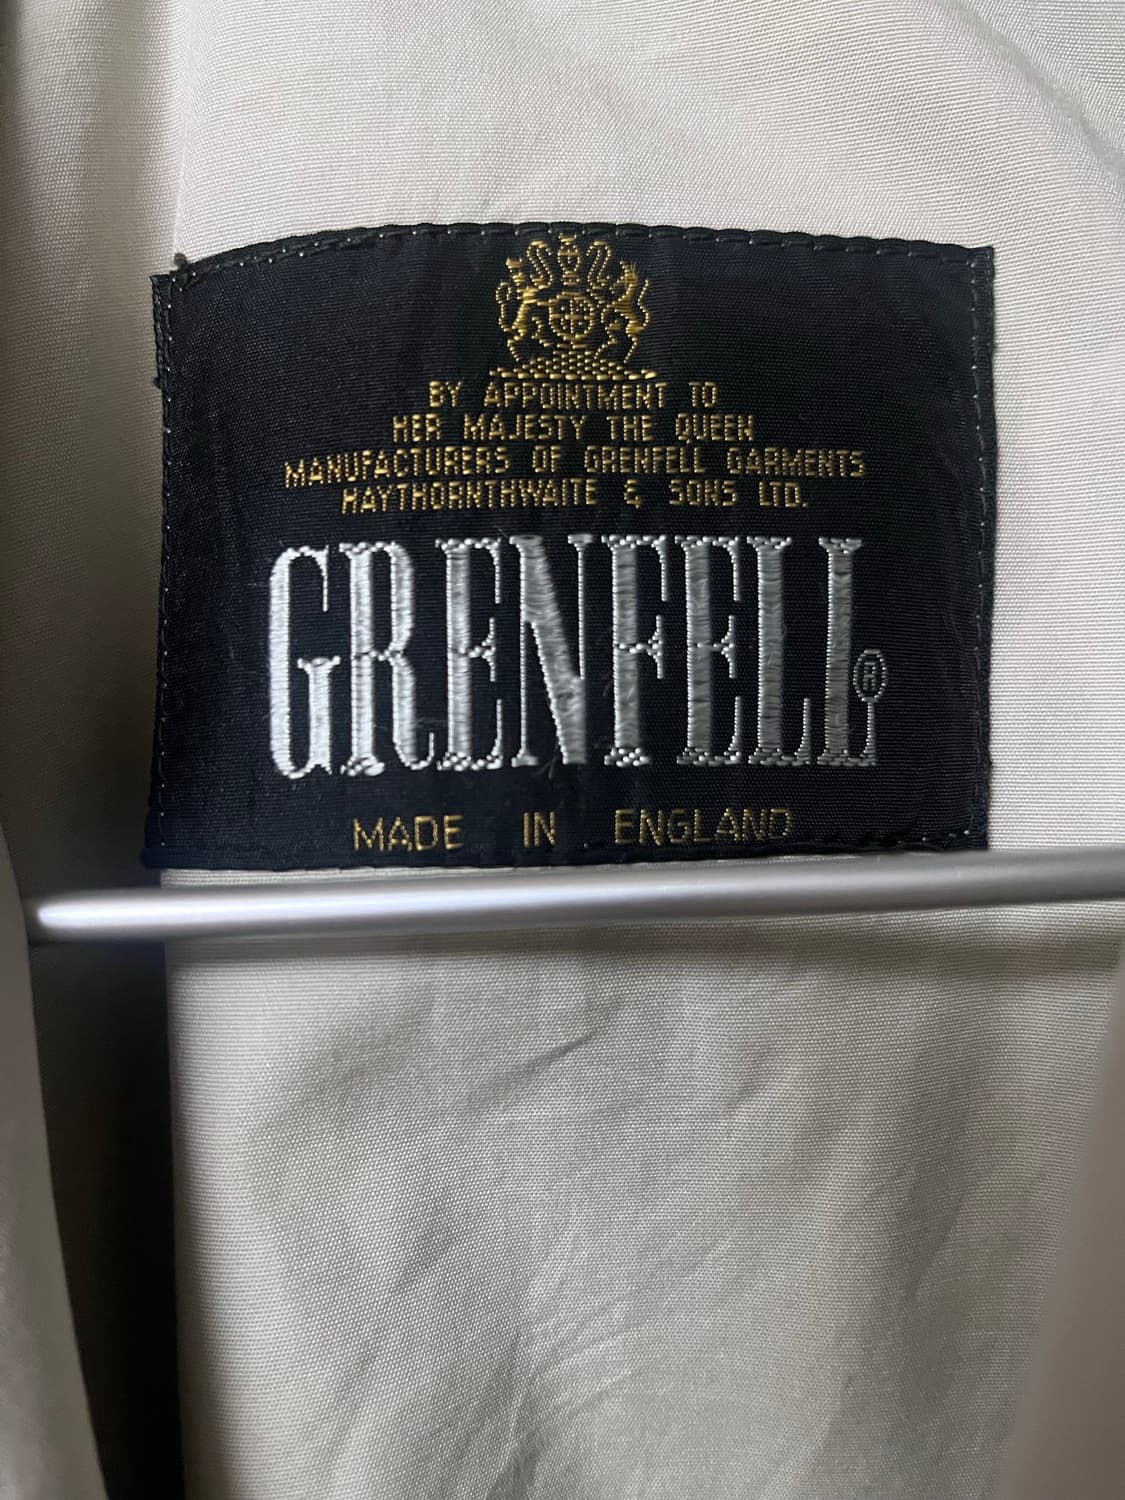 BY APPOINTMENT TO
HER MAJESTY THE QUEEN
MANUFACTURERS OF GRENFELL GARMENTS
HAYTHORNTHWAITE & SONS LTD.
GRENFELL®
MADE IN ENGLAND